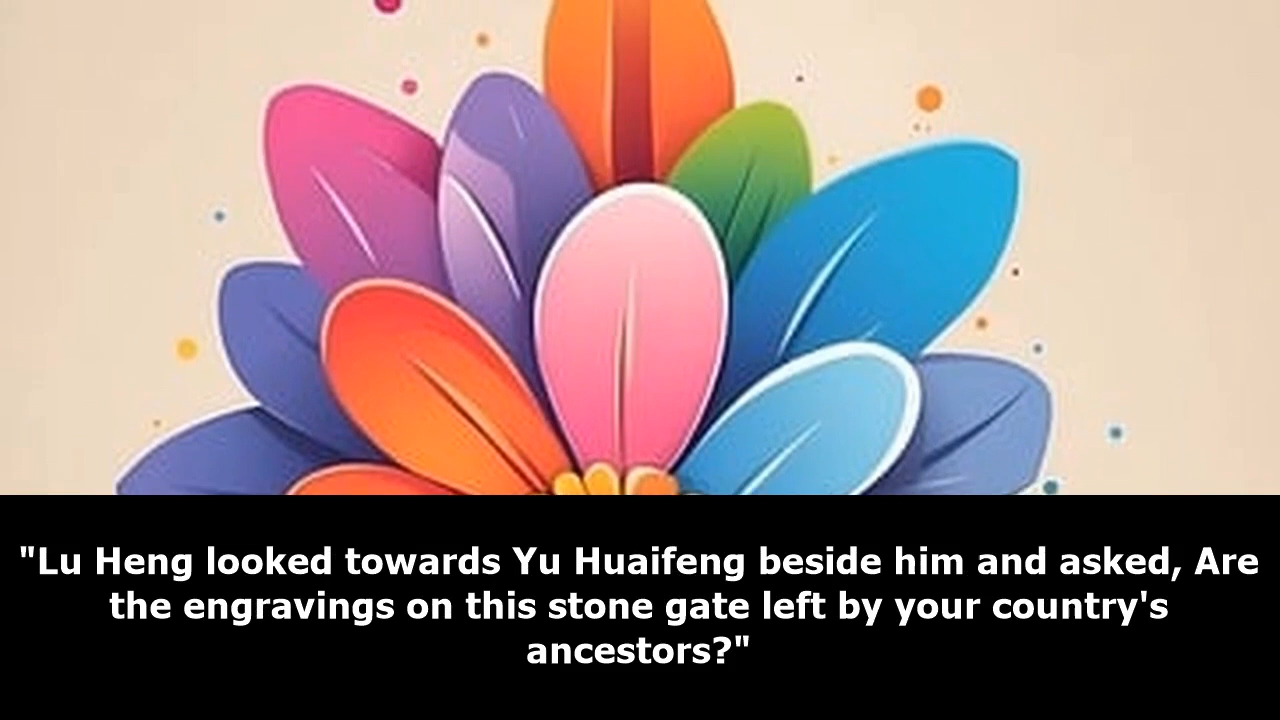 "Lu Heng looked towards Yu Huaifeng beside him and asked, Are
the engravings on this stone gate left by your country's
ancestors?"